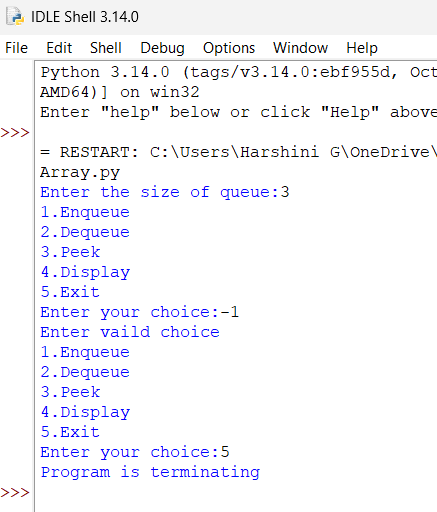 IDLE Shell 3.14.0
File Edit Shell Debug Options Window Help
Python 3.14.0 (tags/v3.14.0:ebf955d, Oct
AMD64)] on win32
Enter "help" below or click "Help" above
>>>
= RESTART: C:\Users\Harshini G\OneDrive\
Array.py
Enter the size of queue:3
1.Enqueue
2.Dequeue
3.Peek
4.Display
5.Exit
Enter your choice:-1
Enter vaild choice
1.Enqueue
2.Dequeue
3.Peek
4.Display
5.Exit
Enter your choice:5
Program is terminating
>>>